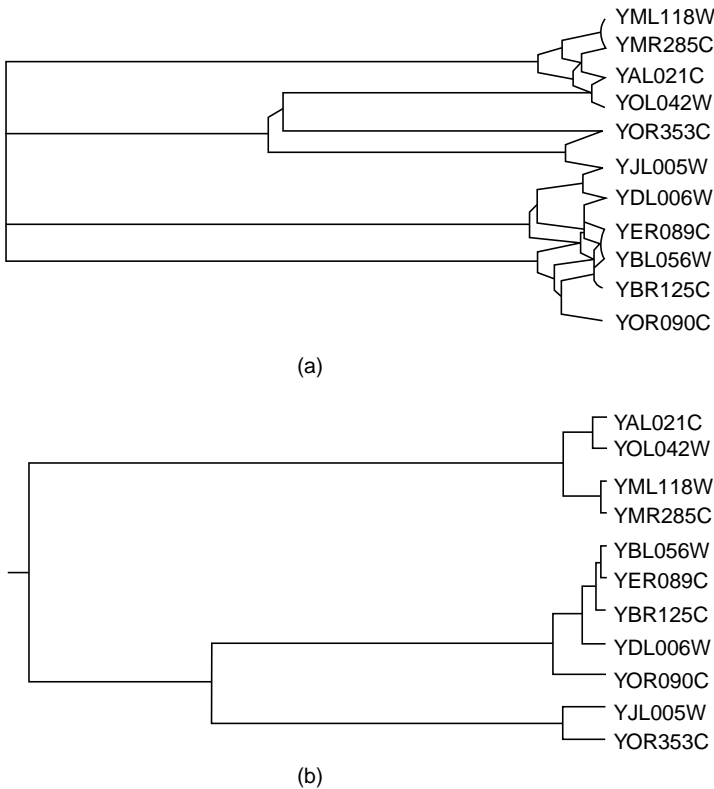 YML118W
YMR285C
YAL021C
YOL042W
YOR353C
YJL005W
YDL006W
YER089C
YBL056W
YBR125C
YOR090C
(a)
YAL021C
YOL042W
YML118W
YMR285C
YBL056W
YER089C
YBR125C
YDL006W
YOR090C
YJL005W
YOR353C
(b)